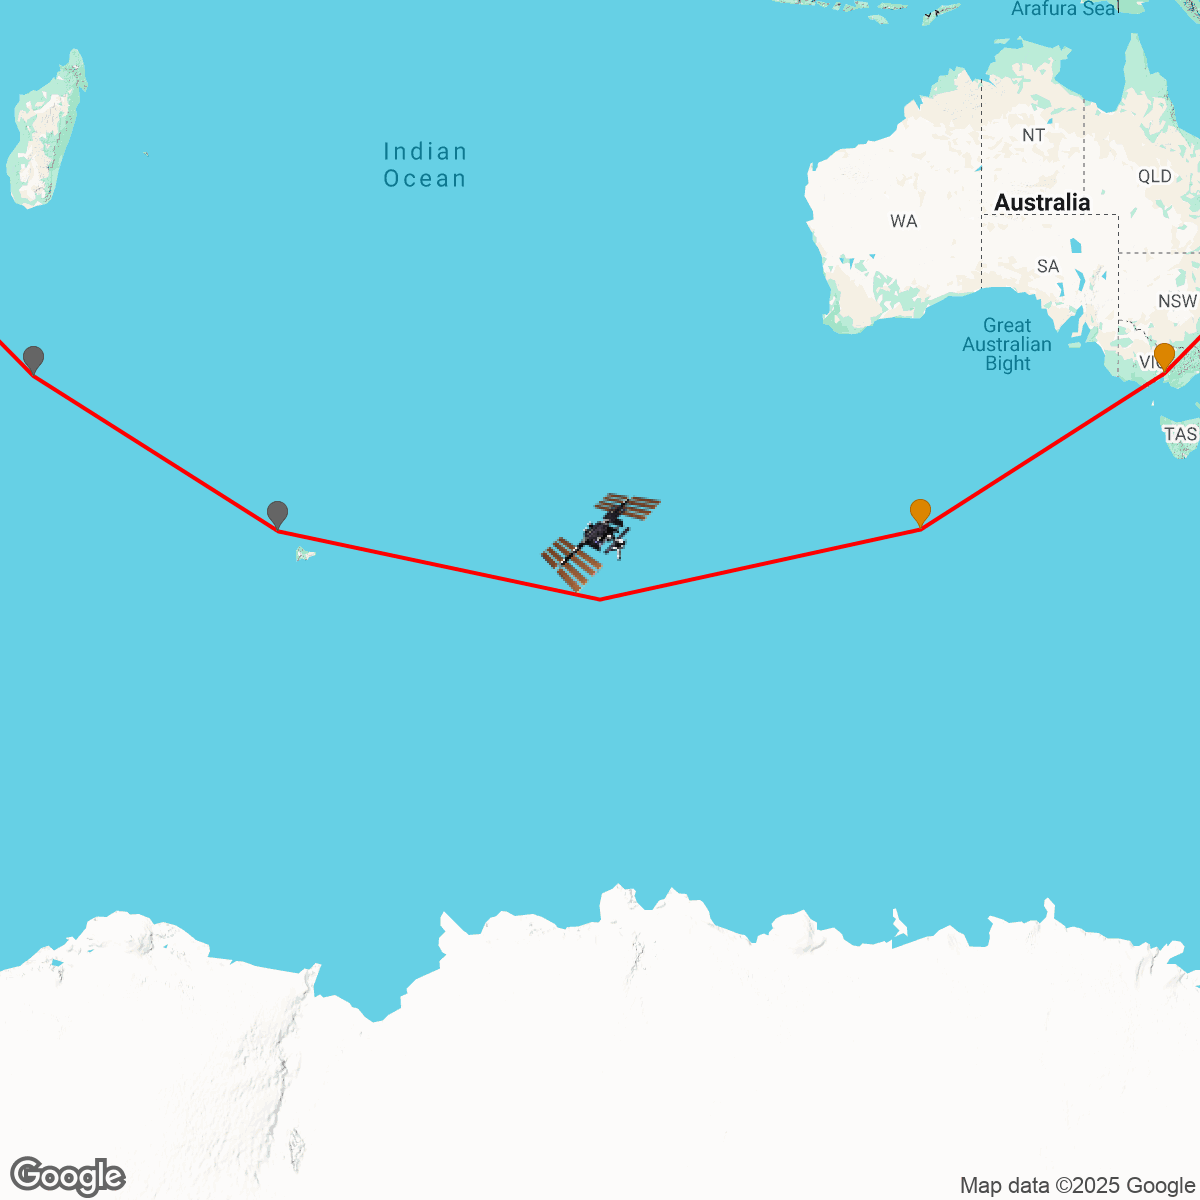 Arafura Sea
Indian
Ocean
NT
QLD
Australia
WA
SA
NSW
Great
Australian
Bight
VIC
TAS
Google
Map data ©2025 Google